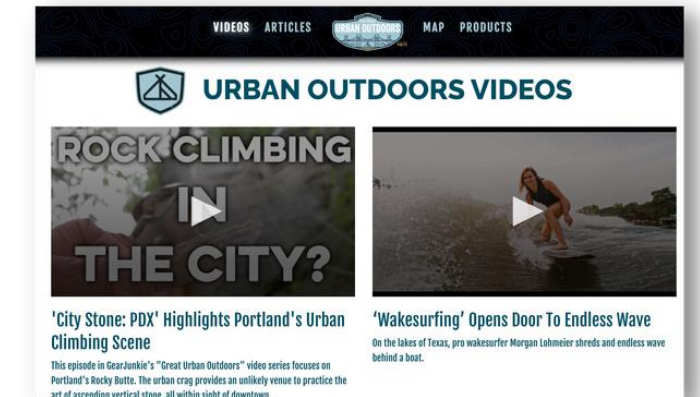 VIDEOS ARTICLES URBAN OUTDOORS MAP PRODUCTS
URBAN OUTDOORS VIDEOS
ROCK CLIMBING
IN
THE CITY?
'City Stone: PDX' Highlights Portland's Urban
Climbing Scene
This episode in GearJunkie's "Great Urban Outdoors" video series focuses on
Portland's Rocky Butte. The urban crag provides an unlikely venue to practice the
art of ascending vertical stone, all within sight of downtown.
‘Wakesurfing’ Opens Door To Endless Wave
On the lakes of Texas, pro wakesurfer Morgan Lohmeier shreds and endless wave
behind a boat.